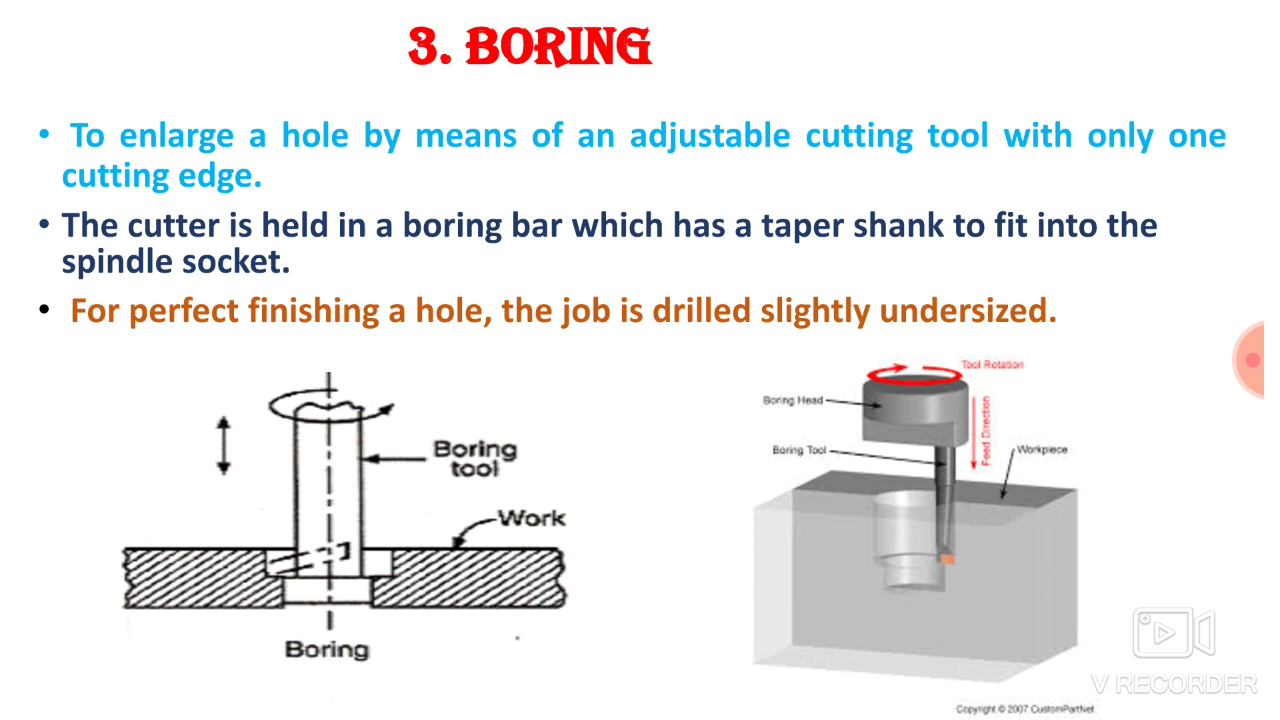 3. BORING
• To enlarge a hole by means of an adjustable cutting tool with only one
cutting edge.
• The cutter is held in a boring bar which has a taper shank to fit into the
spindle socket.
• For perfect finishing a hole, the job is drilled slightly undersized.
Boring
tool
Work
Boring
Tool Rotation
Boring Head
Feed Direction
Boring Tool
Workpiece
V RECORDER
Copyright © 2007 CustomPartNet